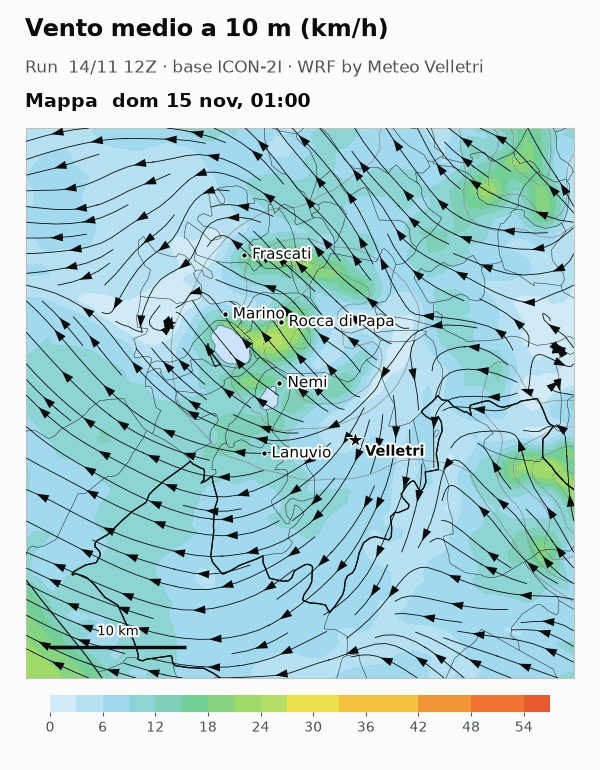 Vento medio a 10 m (km/h)
Run 14/11 12Z · base ICON-2I · WRF by Meteo Velletri
Mappa dom 15 nov, 01:00
Frascati
Marino
Rocca di Papa
Nemi
Velletri
Lanuvio
10 km
0 6 12 18 24 30 36 42 48 54